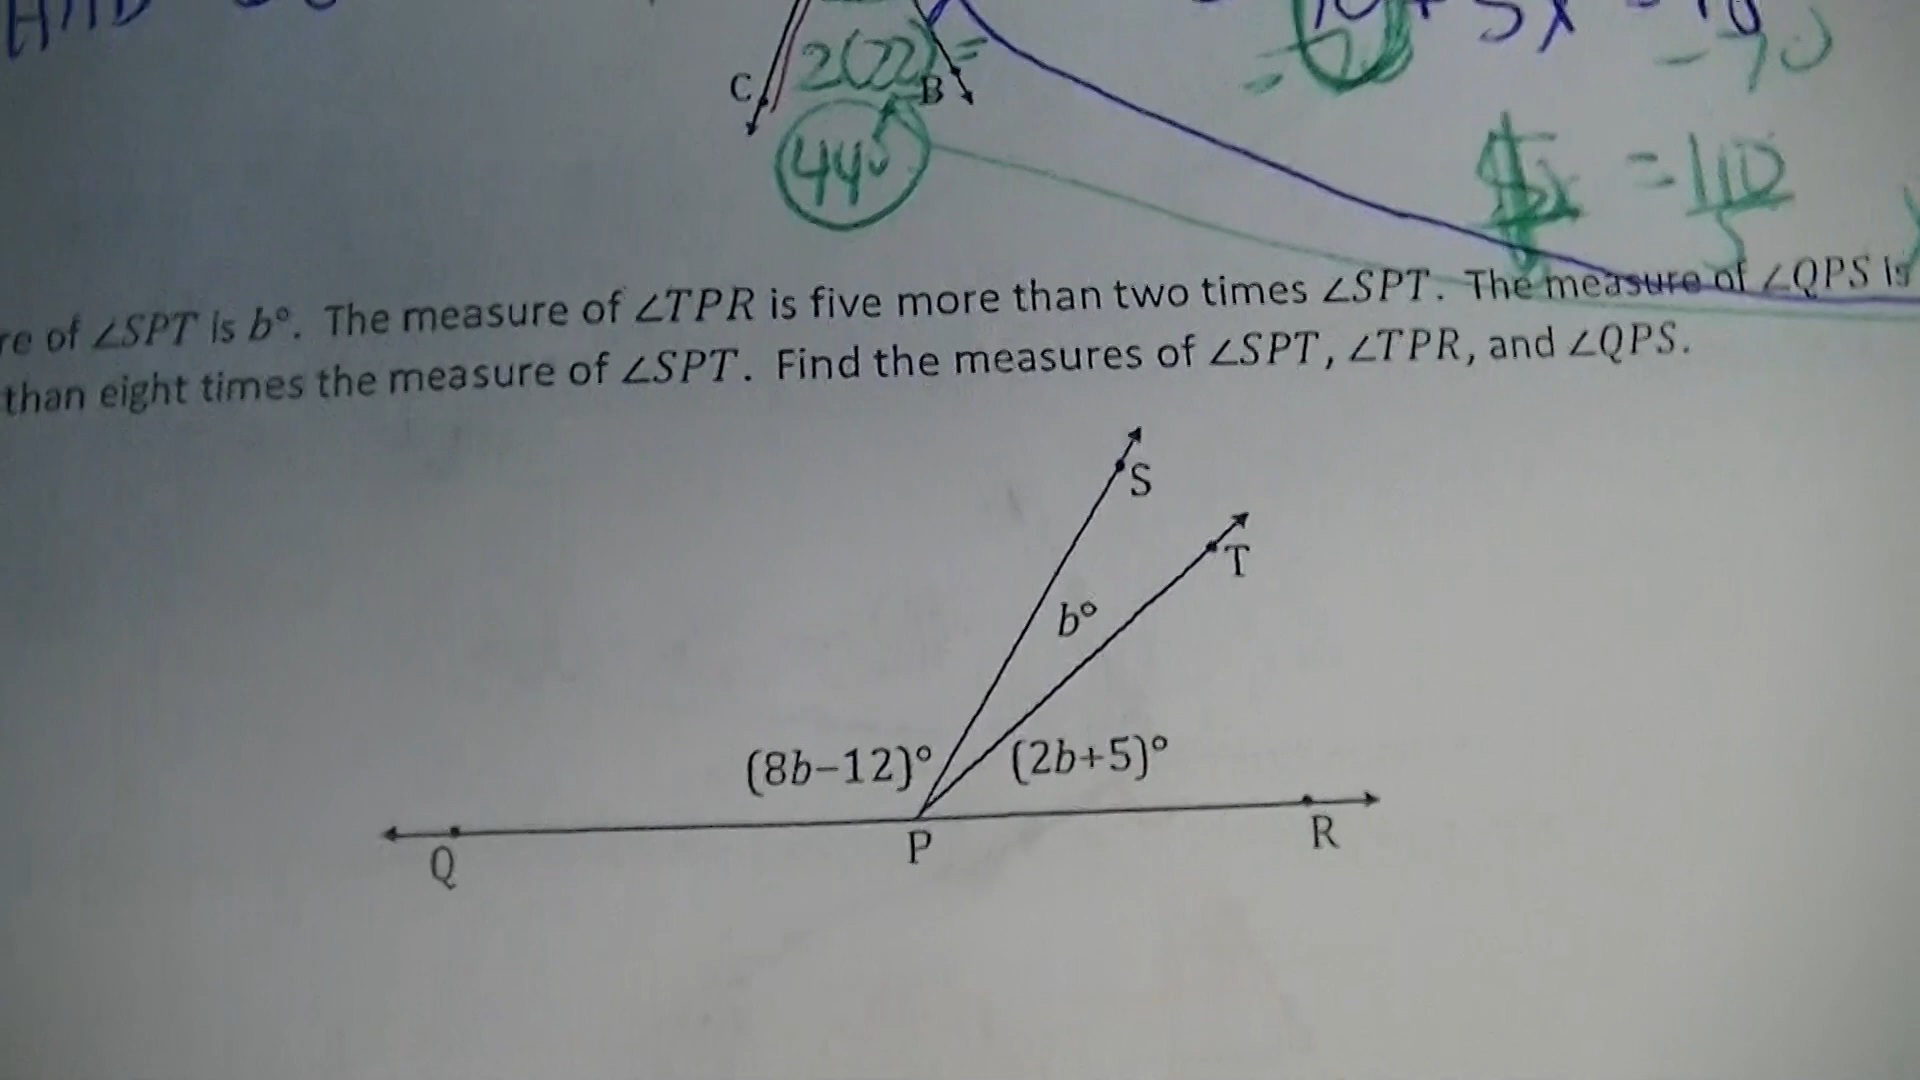 2(22)=
C
B
44°
= 110
5
re of ∠SPT is b°. The measure of ∠TPR is five more than two times ∠SPT. The measure of ∠QPS is
than eight times the measure of ∠SPT. Find the measures of ∠SPT, ∠TPR, and ∠QPS.
S
T
b°
(8b−12)° (2b+5)°
Q P R